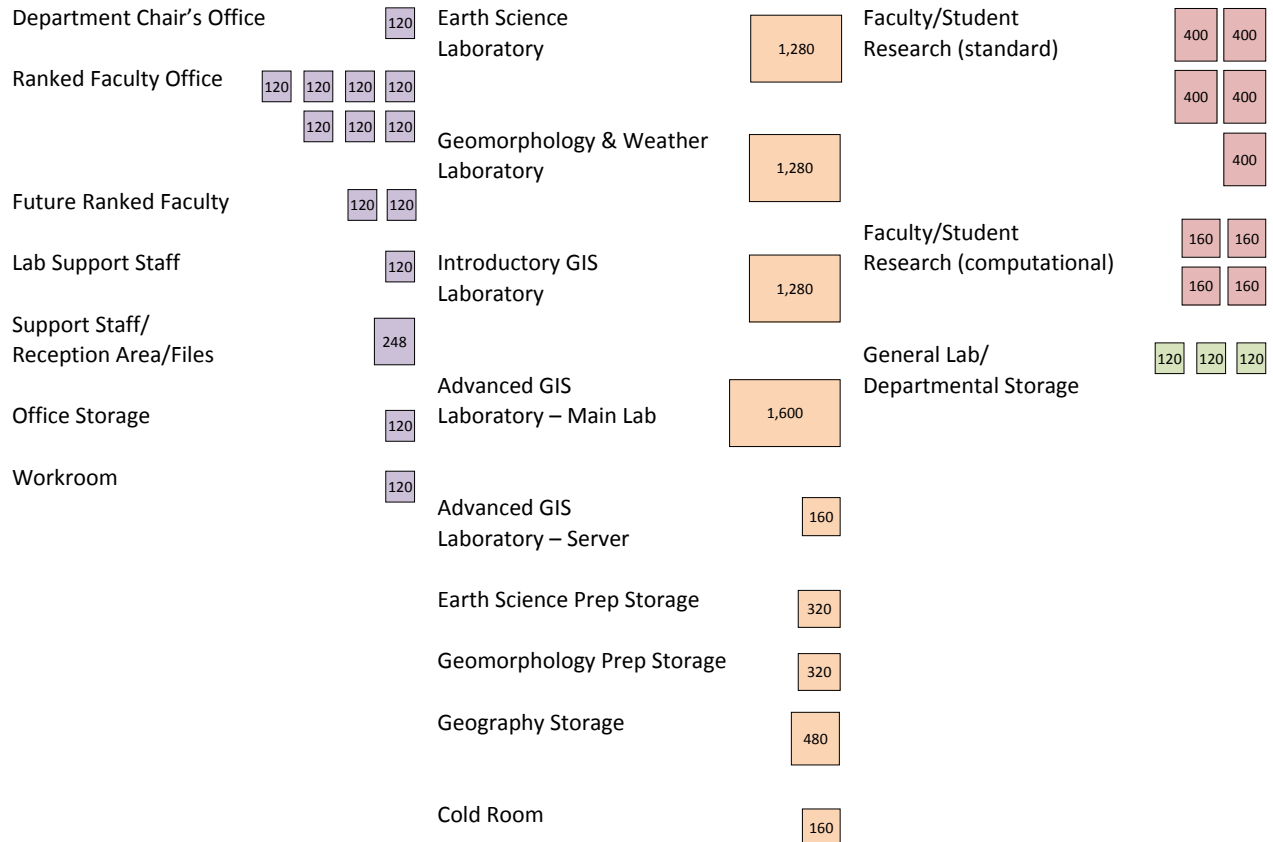 Department Chair’s Office
120
Ranked Faculty Office
120 120 120 120
120 120 120
Future Ranked Faculty
120 120
Lab Support Staff
120
Support Staff/
Reception Area/Files
248
Office Storage
120
Workroom
120
Earth Science
Laboratory
1,280
Geomorphology & Weather
Laboratory
1,280
Introductory GIS
Laboratory
1,280
Advanced GIS
Laboratory – Main Lab
1,600
Advanced GIS
Laboratory – Server
160
Earth Science Prep Storage
320
Geomorphology Prep Storage
320
Geography Storage
480
Cold Room
160
Faculty/Student
Research (standard)
400 400
400 400
400
Faculty/Student
Research (computational)
160 160
160 160
General Lab/
Departmental Storage
120 120 120